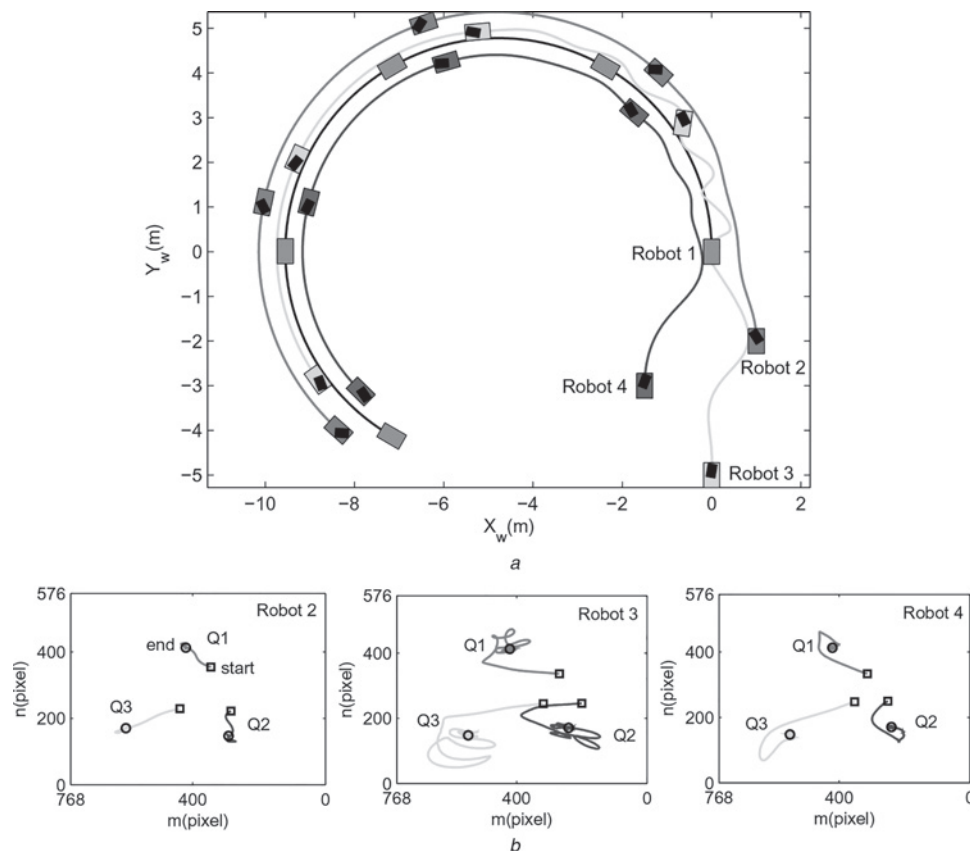 a
5
4
3
2
1
0
−1
−2
−3
−4
−5
Y_w(m)
Robot 1
Robot 2
Robot 4
Robot 3
−10 −8 −6 −4 −2 0 2
X_w(m)
a
576
400
200
0
n(pixel)
Robot 2
end
Q1
start
Q3
Q2
768 400 0
m(pixel)
576
400
200
0
n(pixel)
Robot 3
Q1
Q3
Q2
768 400 0
m(pixel)
576
400
200
0
n(pixel)
Robot 4
Q1
Q3
Q2
768 400 0
m(pixel)
b